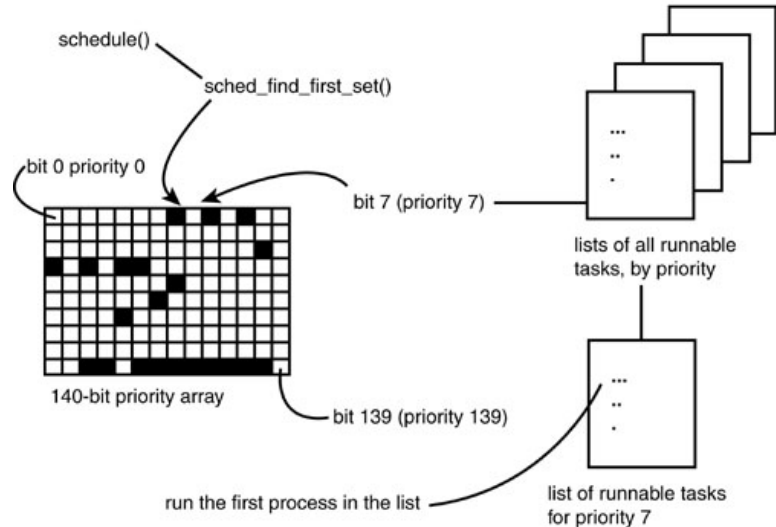 schedule()
sched_find_first_set()
bit 0 priority 0
bit 7 (priority 7)
...
..
.
lists of all runnable
tasks, by priority
140-bit priority array
bit 139 (priority 139)
...
..
.
run the first process in the list
list of runnable tasks
for priority 7